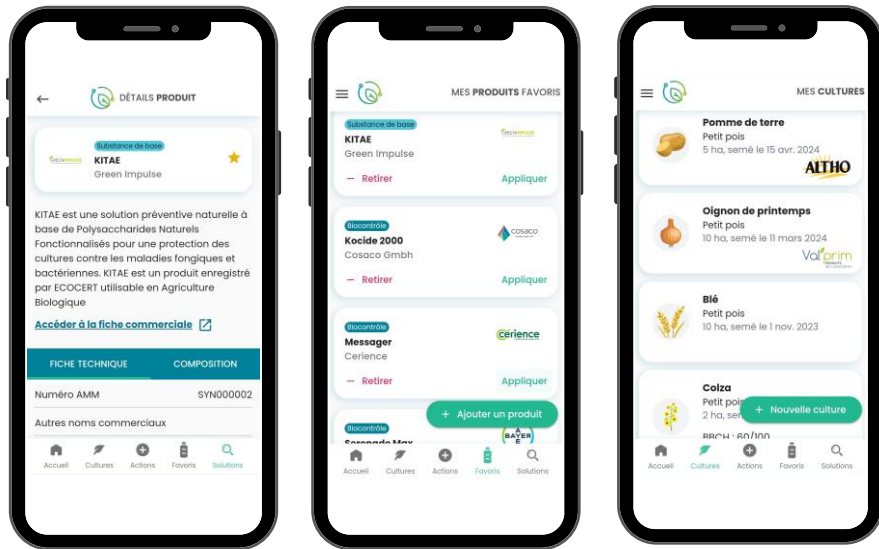 DÉTAILS PRODUIT
Substance de base
GREENIMPULSE
KITAE
Green Impulse
KITAE est une solution préventive naturelle à
base de Polysaccharides Naturels
Fonctionnalisés pour une protection des
cultures contre les maladies fongiques et
bactériennes. KITAE est un produit enregistré
par ECOCERT utilisable en Agriculture
Biologique
Accéder à la fiche commerciale
FICHE TECHNIQUE COMPOSITION
Numéro AMM SYN000002
Autres noms commerciaux
Accueil Cultures Actions Favoris Solutions
MES PRODUITS FAVORIS
Substance de base
GREENIMPULSE
KITAE
Green Impulse
− Retirer Appliquer
Biocontrôle
Kocide 2000
COSACO
Cosaco Gmbh
− Retirer Appliquer
Biocontrôle
Messager
cérience
Cerience
− Retirer Appliquer
+ Ajouter un produit
Biocontrôle
Serenade Max
BAYER
Accueil Cultures Actions Favoris Solutions
MES CULTURES
Pomme de terre
Petit pois
5 ha, semé le 15 avr. 2024
ALTHO
Oignon de printemps
Petit pois
10 ha, semé le 11 mars 2024
Val'prim
Blé
Petit pois
10 ha, semé le 1 nov. 2023
Colza
Petit pois
2 ha, semé
+ Nouvelle culture
BBCH : 60/100
Accueil Cultures Actions Favoris Solutions